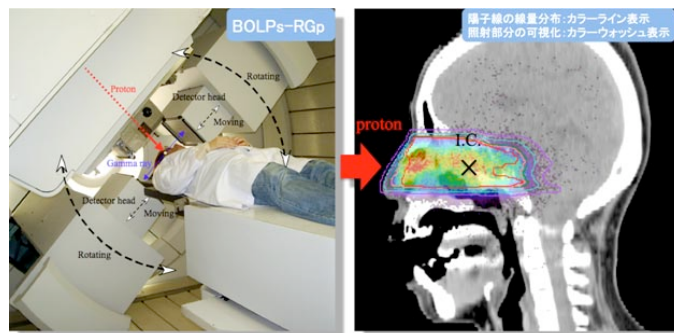 BOLPs-RGp
Proton
Rotating
Detector head
Moving
Gamma ray
Detector head
Moving
Rotating
陽子線の線量分布：カラーライン表示
照射部分の可視化：カラーウォッシュ表示
proton
I.C.